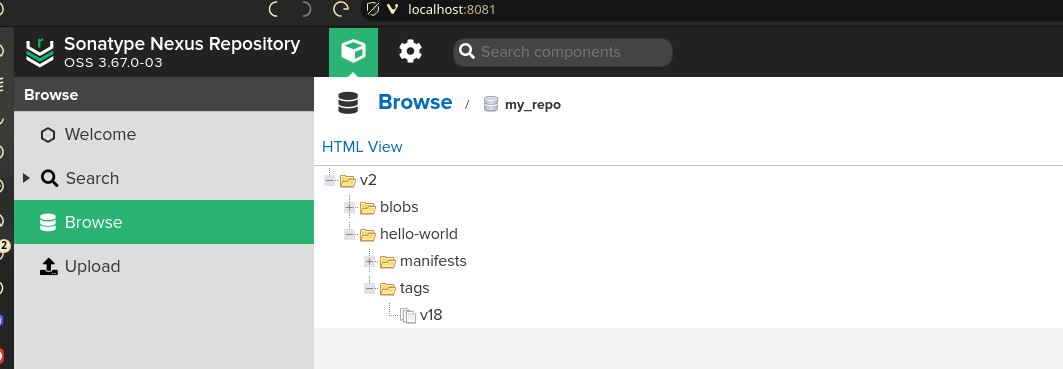 localhost:8081
Sonatype Nexus Repository
OSS 3.67.0-03
Search components
Browse
Browse / my_repo
Welcome
HTML View
Search
v2
Browse
blobs
hello-world
Upload
manifests
tags
v18
2